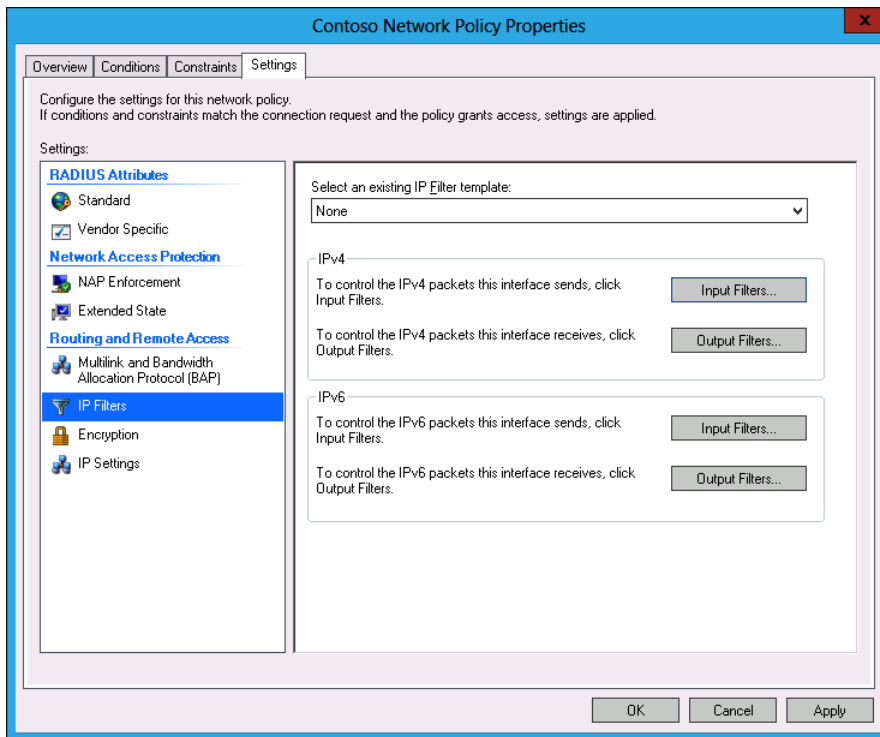 Contoso Network Policy Properties
x
Overview
Conditions
Constraints
Settings
Configure the settings for this network policy.
If conditions and constraints match the connection request and the policy grants access, settings are applied.
Settings:
RADIUS Attributes
Standard
Vendor Specific
Network Access Protection
NAP Enforcement
Extended State
Routing and Remote Access
Multilink and Bandwidth
Allocation Protocol (BAP)
IP Filters
Encryption
IP Settings
Select an existing IP Filter template:
None
IPv4
To control the IPv4 packets this interface sends, click
Input Filters.
Input Filters...
To control the IPv4 packets this interface receives, click
Output Filters.
Output Filters...
IPv6
To control the IPv6 packets this interface sends, click
Input Filters.
Input Filters...
To control the IPv6 packets this interface receives, click
Output Filters.
Output Filters...
OK
Cancel
Apply